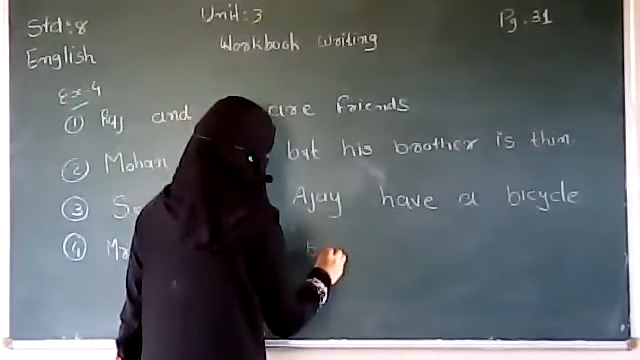 Std: 8 Unit: 3 Pg. 31
English Workbook Writing
Ex-4
① Raj and are friends
② Mohan but his brother is thin
③ Ajay have a bicycle
④